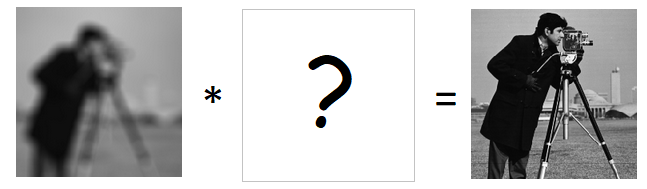 * ? =